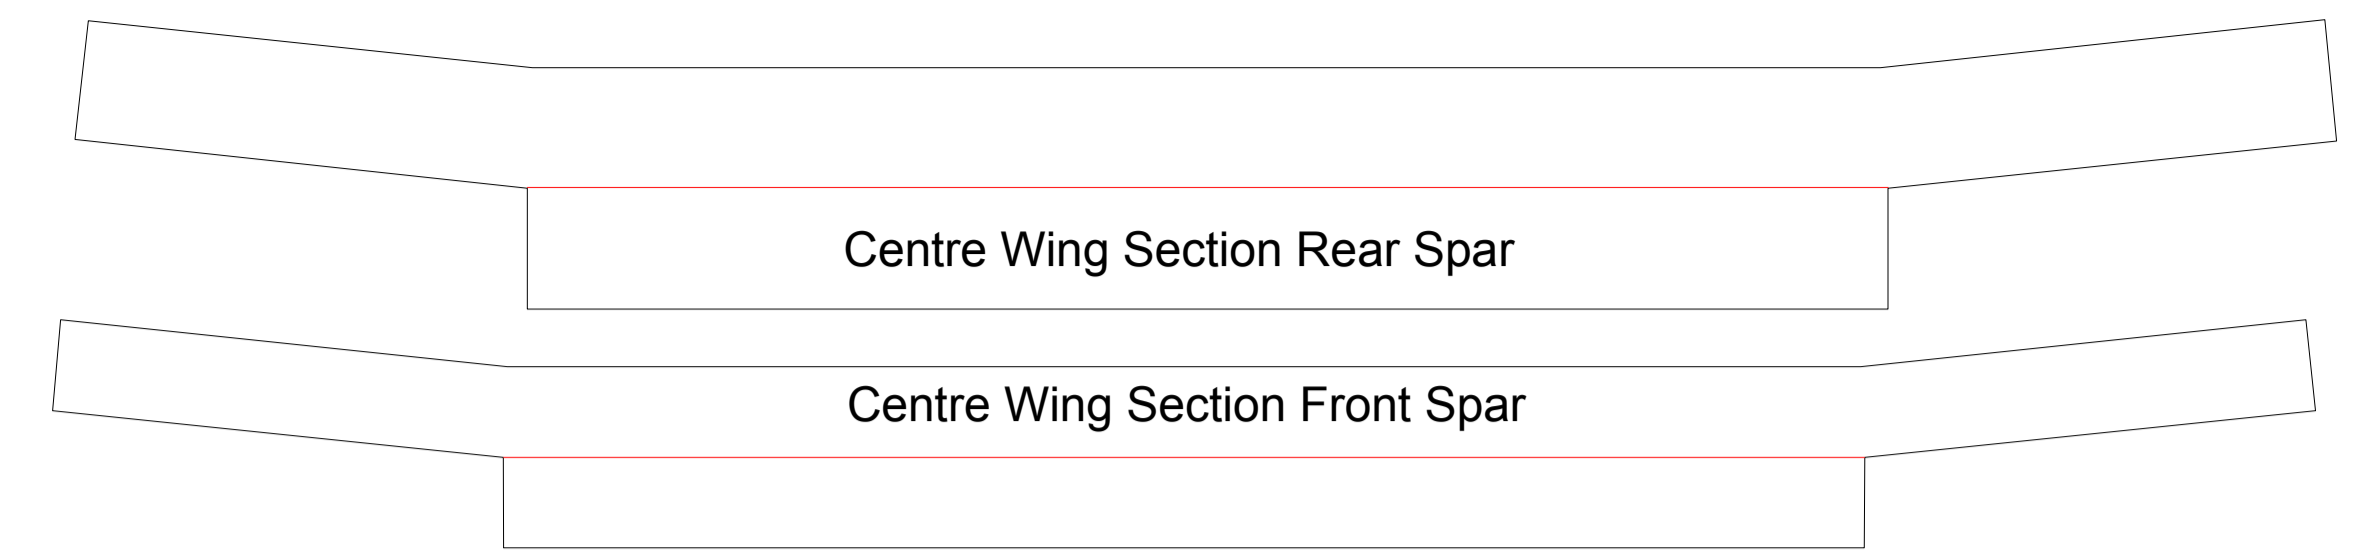 Centre Wing Section Rear Spar
Centre Wing Section Front Spar